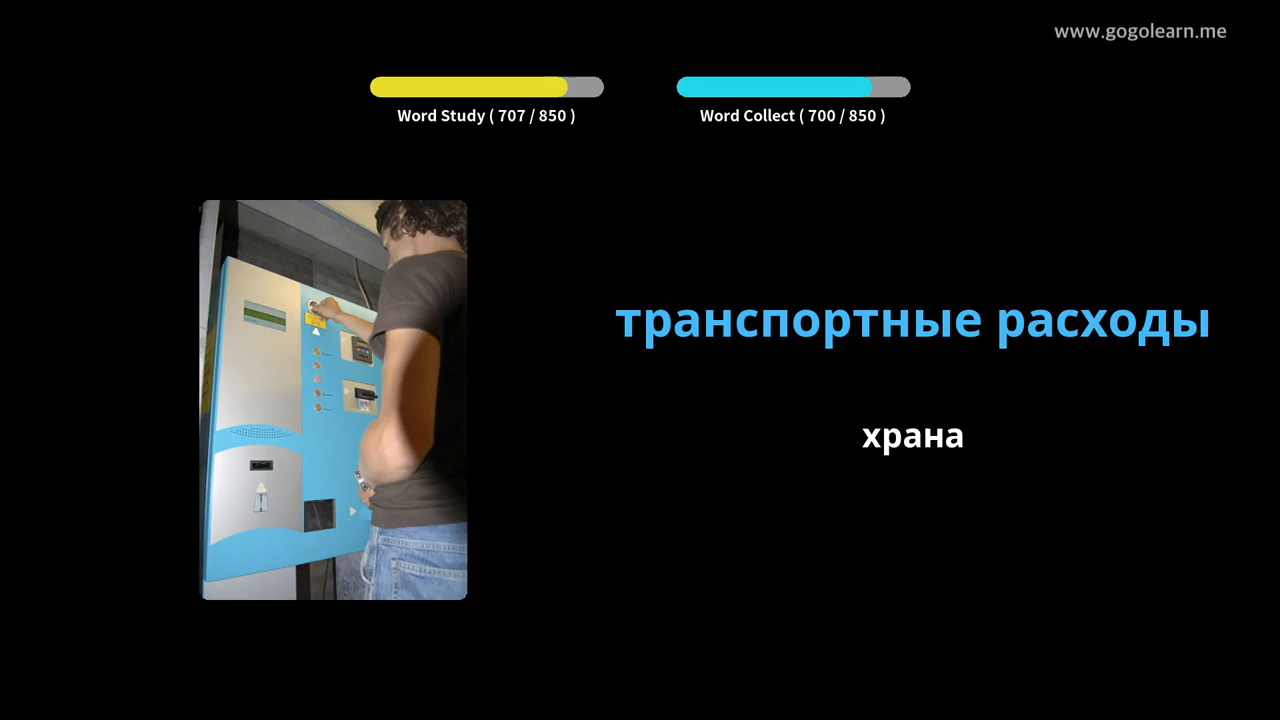 www.gogolearn.me
Word Study ( 707 / 850 )
Word Collect ( 700 / 850 )
транспортные расходы
храна